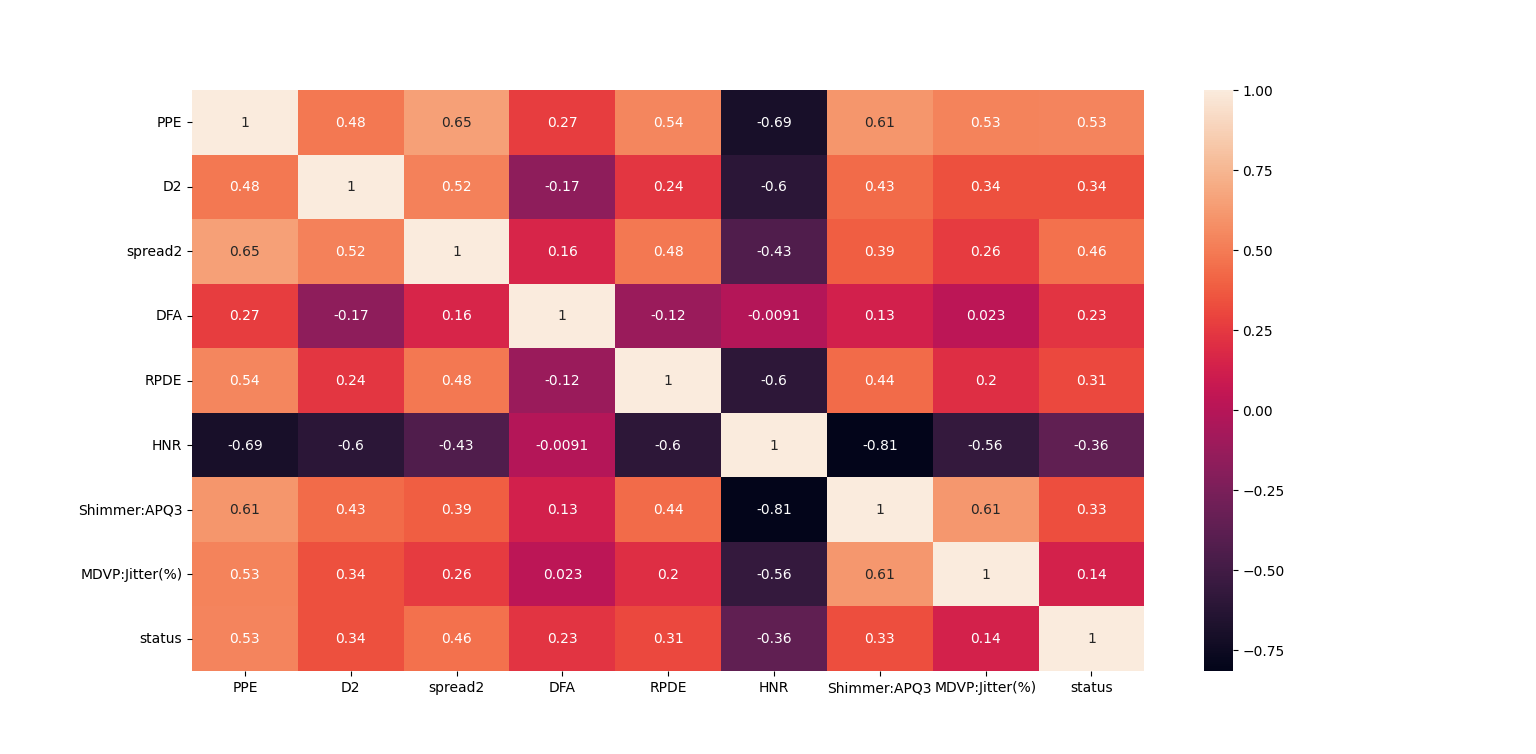 PPE 1 0.48 0.65 0.27 0.54 -0.69 0.61 0.53 0.53
D2 0.48 1 0.52 -0.17 0.24 -0.6 0.43 0.34 0.34
spread2 0.65 0.52 1 0.16 0.48 -0.43 0.39 0.26 0.46
DFA 0.27 -0.17 0.16 1 -0.12 -0.0091 0.13 0.023 0.23
RPDE 0.54 0.24 0.48 -0.12 1 -0.6 0.44 0.2 0.31
HNR -0.69 -0.6 -0.43 -0.0091 -0.6 1 -0.81 -0.56 -0.36
Shimmer:APQ3 0.61 0.43 0.39 0.13 0.44 -0.81 1 0.61 0.33
MDVP:Jitter(%) 0.53 0.34 0.26 0.023 0.2 -0.56 0.61 1 0.14
status 0.53 0.34 0.46 0.23 0.31 -0.36 0.33 0.14 1
PPE D2 spread2 DFA RPDE HNR Shimmer:APQ3 MDVP:Jitter(%) status
1.00
0.75
0.50
0.25
0.00
−0.25
−0.50
−0.75